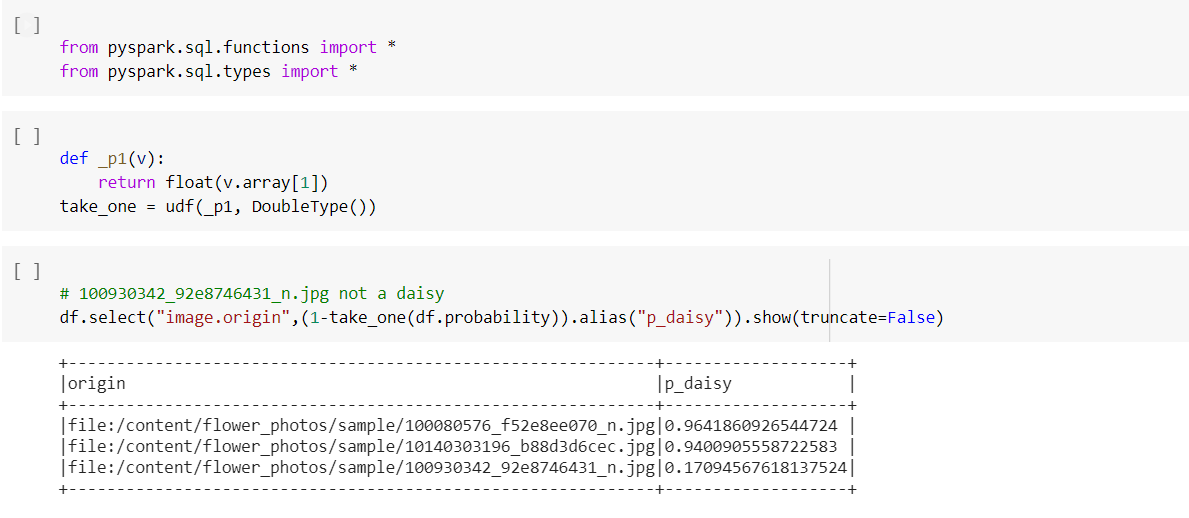 [ ]
from pyspark.sql.functions import *
from pyspark.sql.types import *
[ ]
def _p1(v):
    return float(v.array[1])
take_one = udf(_p1, DoubleType())
[ ]
# 100930342_92e8746431_n.jpg not a daisy
df.select("image.origin",(1-take_one(df.probability)).alias("p_daisy")).show(truncate=False)
+--------------------------------------------------------------+-------------------+
|origin                                                        |p_daisy            |
+--------------------------------------------------------------+-------------------+
|file:/content/flower_photos/sample/100080576_f52e8ee070_n.jpg|0.9641860926544724 |
|file:/content/flower_photos/sample/10140303196_b88d3d6cec.jpg|0.9400905558722583 |
|file:/content/flower_photos/sample/100930342_92e8746431_n.jpg|0.17094567618137524|
+--------------------------------------------------------------+-------------------+